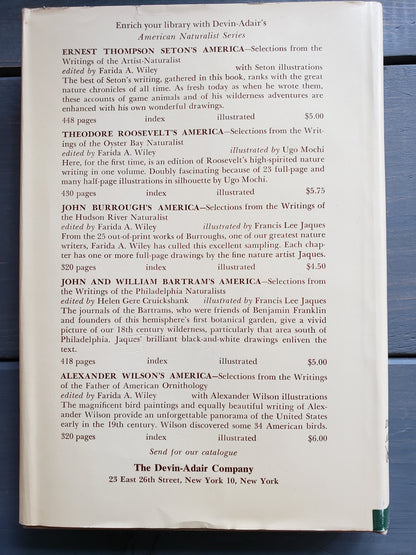 Enrich your library with Devin-Adair's
American Naturalist Series
ERNEST THOMPSON SETON'S AMERICA—Selections from the
Writings of the Artist-Naturalist
edited by Farida A. Wiley with Seton illustrations
The best of Seton's writing, gathered in this book, ranks with the great
nature chronicles of all time. As fresh today as when he wrote them,
these accounts of game animals and of his wilderness adventures are
enhanced with his own wonderful drawings.
448 pages index illustrated $5.00
THEODORE ROOSEVELT'S AMERICA—Selections from the Writ-
ings of the Oyster Bay Naturalist
edited by Farida A. Wiley illustrated by Ugo Mochi
Here, for the first time, is an edition of Roosevelt's high-spirited nature
writing in one volume. Doubly fascinating because of 23 full-page and
many half-page illustrations in silhouette by Ugo Mochi.
430 pages index illustrated $5.75
JOHN BURROUGH'S AMERICA—Selections from the Writings of
the Hudson River Naturalist
edited by Farida A. Wiley illustrated by Francis Lee Jaques
From the 25 out-of-print works of Burroughs, one of our greatest nature
writers, Farida A. Wiley has culled this excellent sampling. Each chap-
ter has one or more full-page drawings by the fine nature artist Jaques.
320 pages index illustrated $4.50
JOHN AND WILLIAM BARTRAM'S AMERICA—Selections from
the Writings of the Philadelphia Naturalists
edited by Helen Gere Cruickshank illustrated by Francis Lee Jaques
The journals of the Bartrams, who were friends of Benjamin Franklin
and founders of this hemisphere's first botanical garden, give a vivid
picture of our 18th century wilderness, particularly that area south of
Philadelphia. Jaques' brilliant black-and-white drawings enliven the
text.
418 pages index illustrated $5.00
ALEXANDER WILSON'S AMERICA—Selections from the Writings
of the Father of American Ornithology
edited by Farida A. Wiley with Alexander Wilson illustrations
The magnificent bird paintings and equally beautiful writing of Alex-
ander Wilson provide an unforgettable panorama of the United States
early in the 19th century. Wilson discovered some 34 American birds.
320 pages index illustrated $6.00
Send for our catalogue
The Devin-Adair Company
23 East 26th Street, New York 10, New York